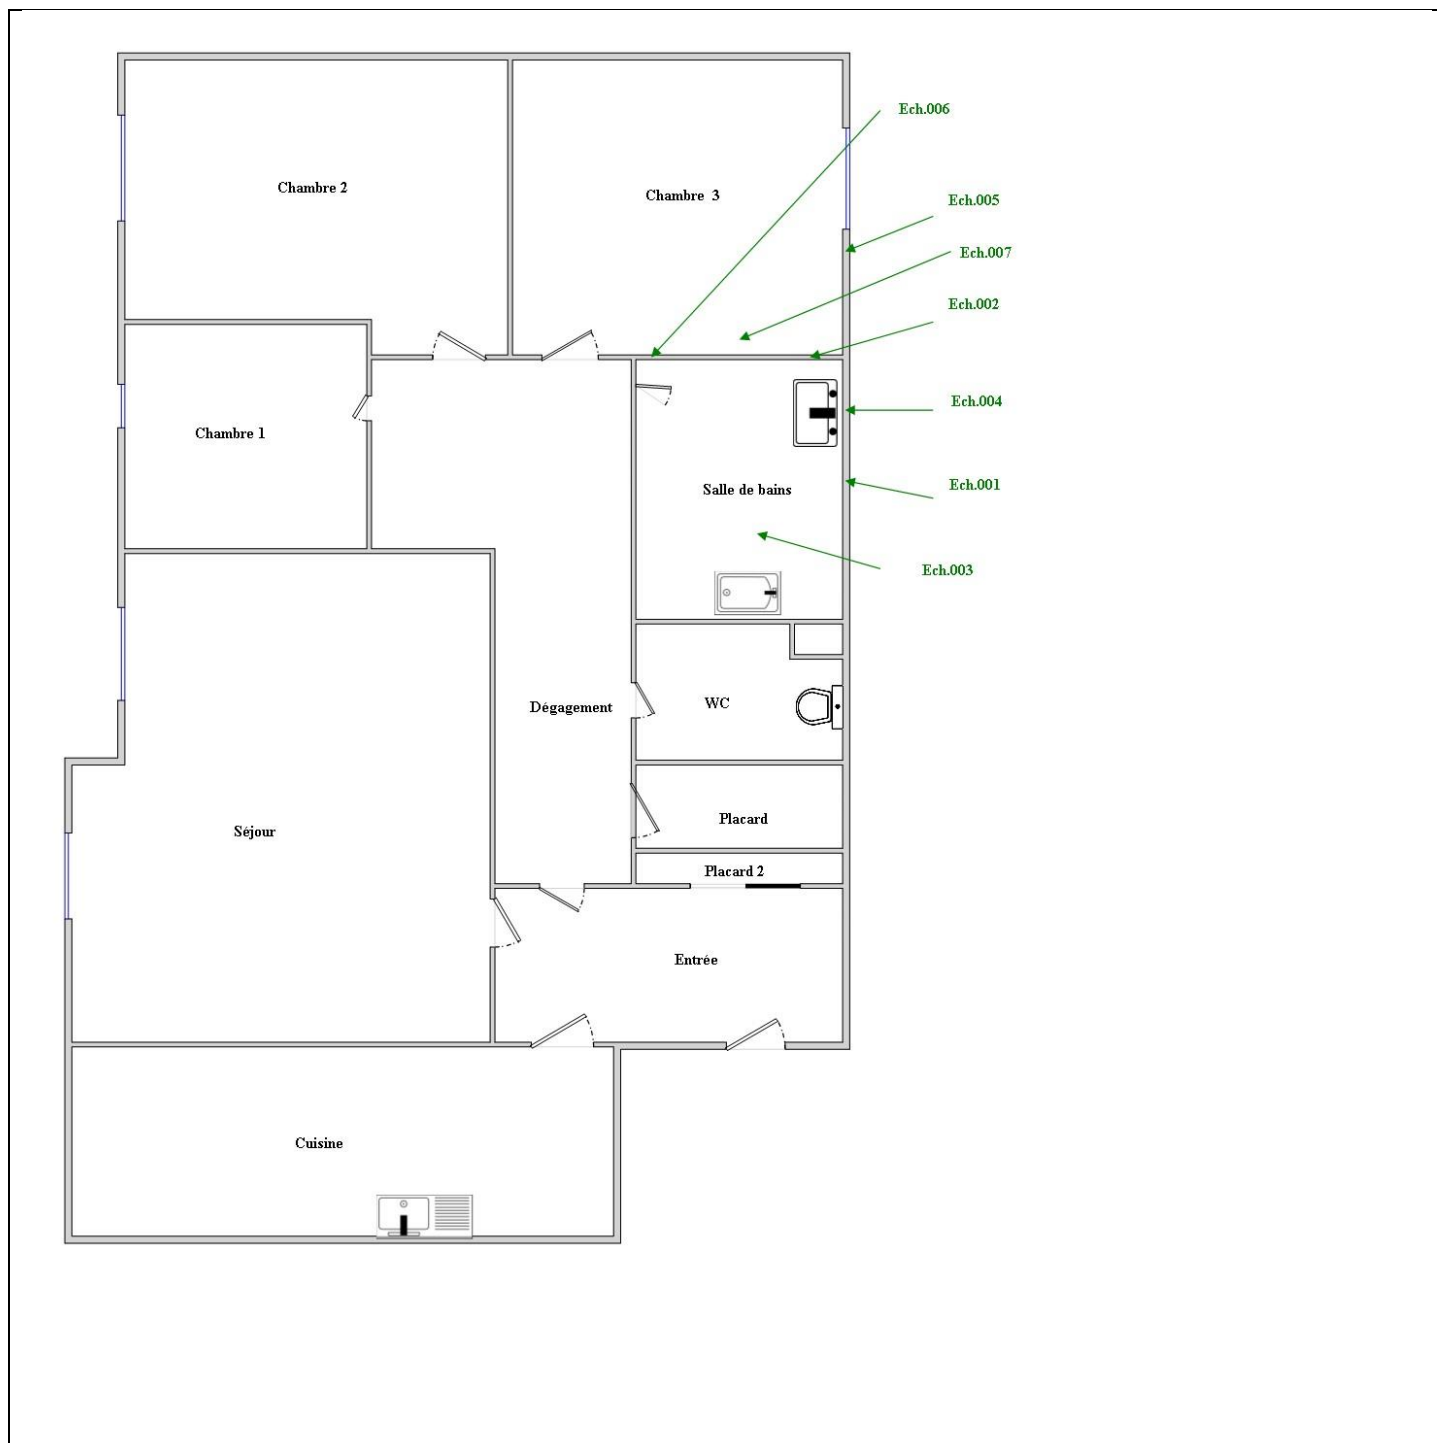 Ech.006
Chambre 2
Chambre 3
Ech.005
Ech.007
Ech.002
Ech.004
Chambre 1
Ech.001
Salle de bains
Ech.003
WC
Dégagement
Placard
Séjour
Placard 2
Entrée
Cuisine